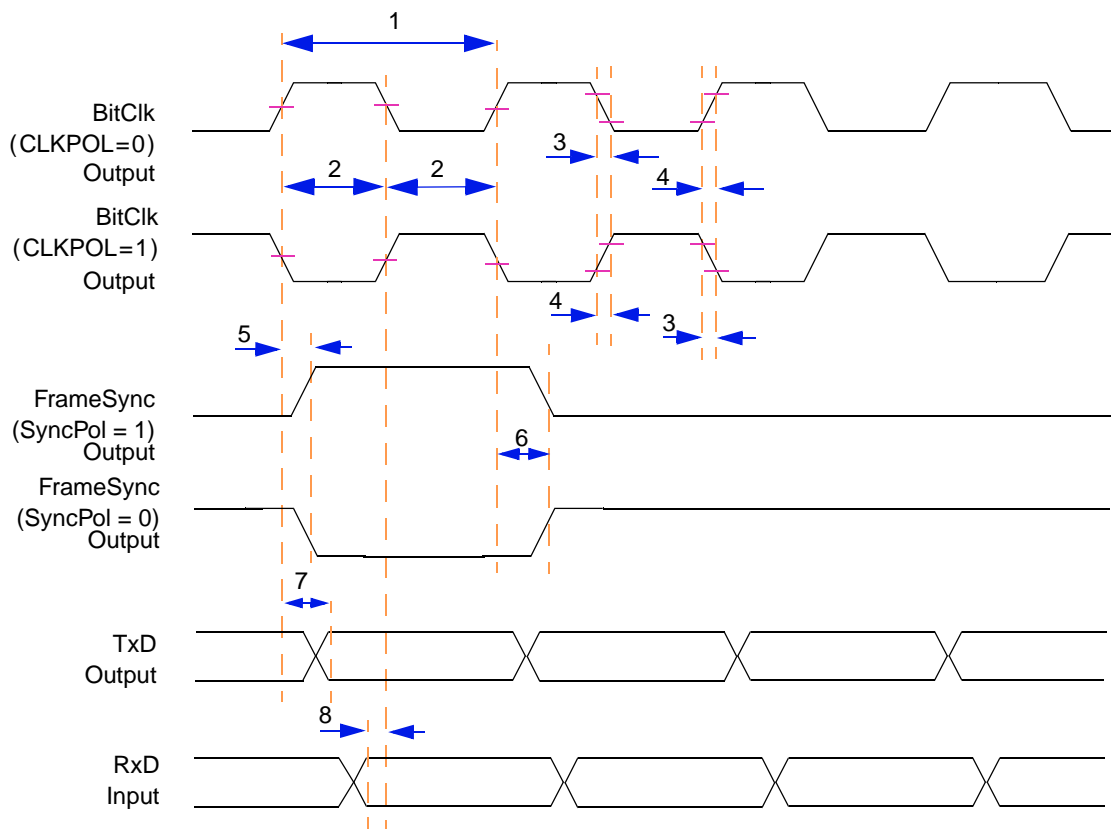 1
BitClk
(CLKPOL=0)
Output
3
2
2
4
BitClk
(CLKPOL=1)
Output
4
3
5
FrameSync
(SyncPol = 1)
Output
6
FrameSync
(SyncPol = 0)
Output
7
TxD
Output
8
RxD
Input